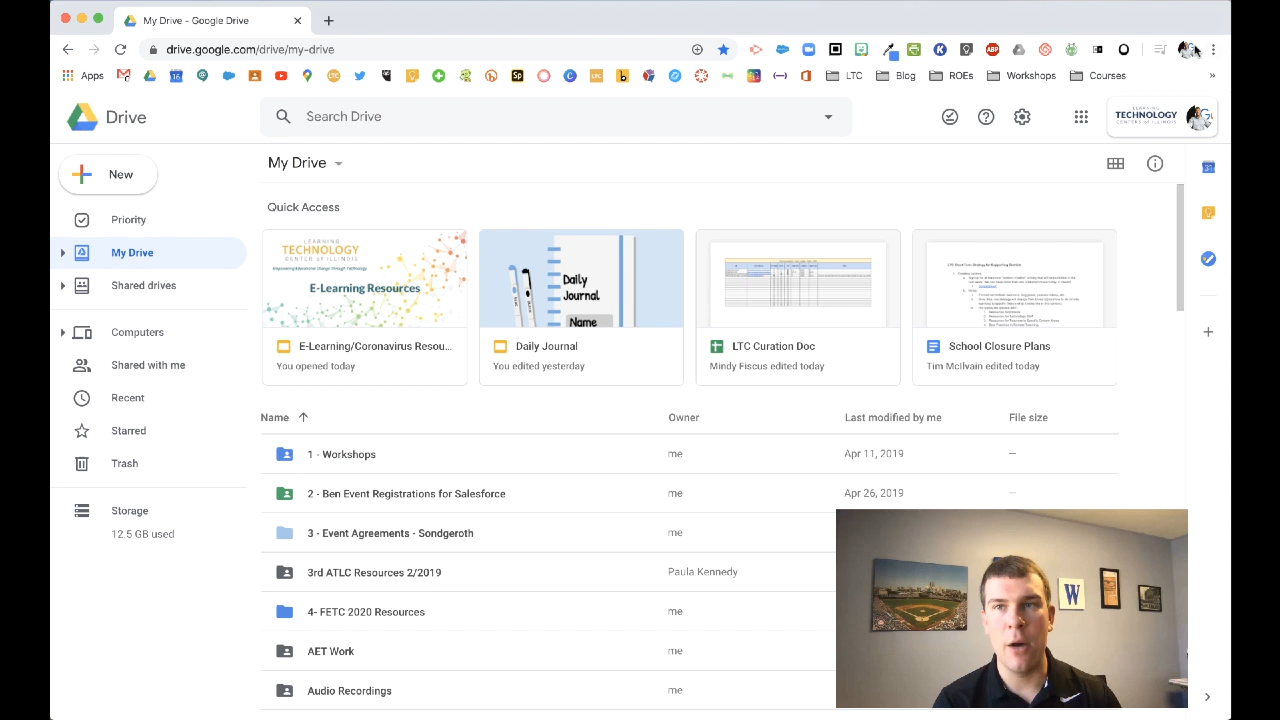 My Drive - Google Drive
drive.google.com/drive/my-drive
Apps
LTC
Blog
ROEs
Workshops
Courses
Drive
Search Drive
LEARNING
TECHNOLOGY
CENTERS OF ILLINOIS
New
My Drive
Priority
My Drive
Shared drives
Computers
Shared with me
Recent
Starred
Trash
Storage
12.5 GB used
Quick Access
LEARNING
TECHNOLOGY
CENTER OF ILLINOIS
Empowering Educational Change Through Technology
E-Learning Resources
E-Learning/Coronavirus Resou...
You opened today
Daily
Journal
Name
Daily Journal
You edited yesterday
LTC Curation Doc
Mindy Fiscus edited today
School Closure Plans
Tim McIlvain edited today
Name Owner Last modified by me File size
1 - Workshops me Apr 11, 2019 —
2 - Ben Event Registrations for Salesforce me Apr 26, 2019 —
3 - Event Agreements - Sondgeroth me
3rd ATLC Resources 2/2019 Paula Kennedy
4- FETC 2020 Resources me
AET Work me
Audio Recordings me
W